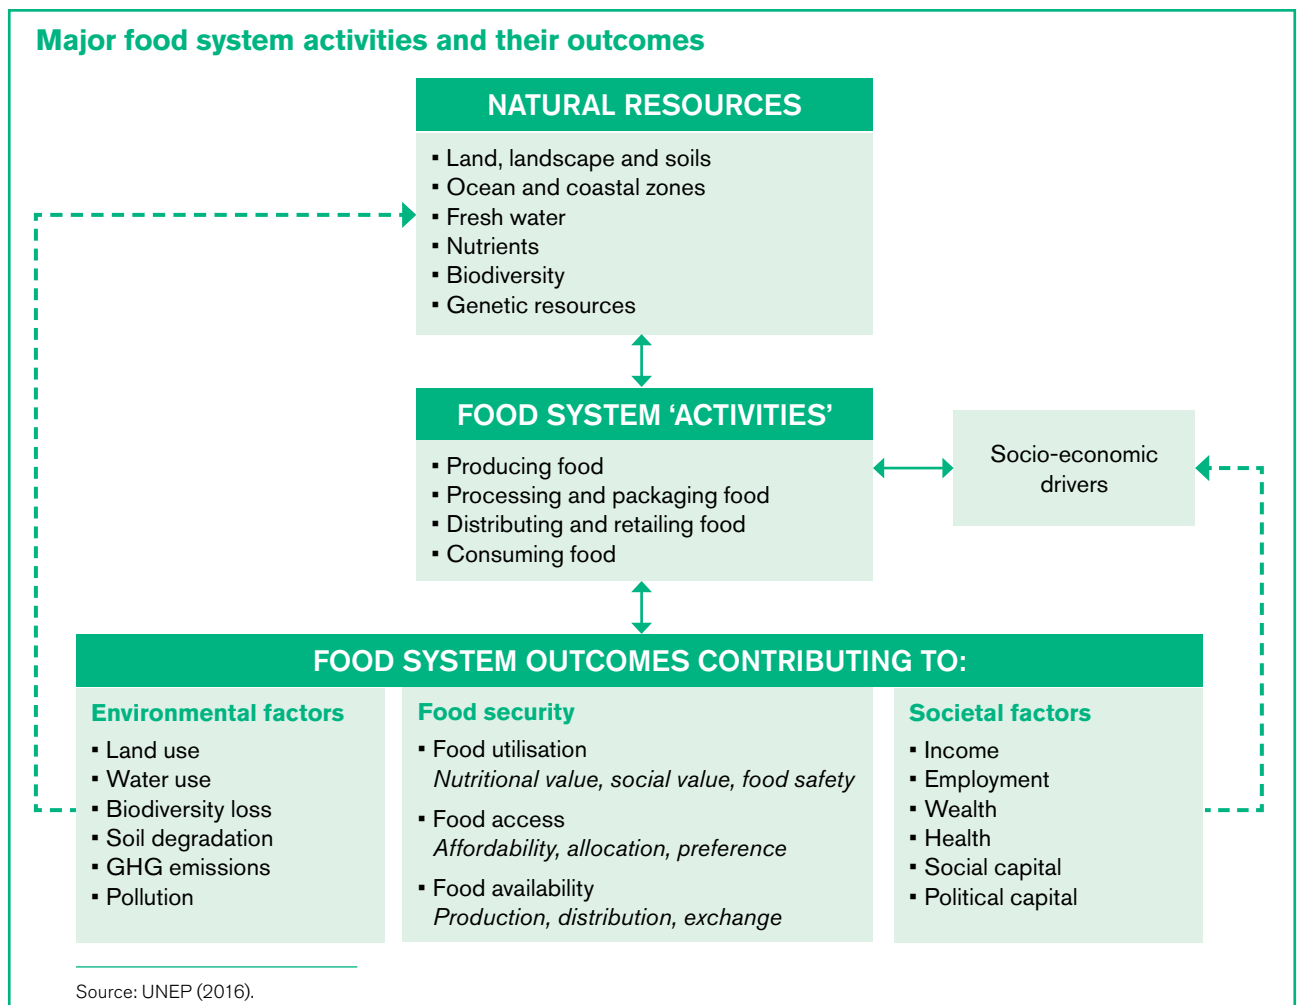 Major food system activities and their outcomes
NATURAL RESOURCES
▪ Land, landscape and soils
▪ Ocean and coastal zones
▪ Fresh water
▪ Nutrients
▪ Biodiversity
▪ Genetic resources
FOOD SYSTEM ‘ACTIVITIES’
▪ Producing food
▪ Processing and packaging food
▪ Distributing and retailing food
▪ Consuming food
Socio-economic
drivers
FOOD SYSTEM OUTCOMES CONTRIBUTING TO:
Environmental factors
▪ Land use
▪ Water use
▪ Biodiversity loss
▪ Soil degradation
▪ GHG emissions
▪ Pollution
Food security
▪ Food utilisation
Nutritional value, social value, food safety
▪ Food access
Affordability, allocation, preference
▪ Food availability
Production, distribution, exchange
Societal factors
▪ Income
▪ Employment
▪ Wealth
▪ Health
▪ Social capital
▪ Political capital
Source: UNEP (2016).